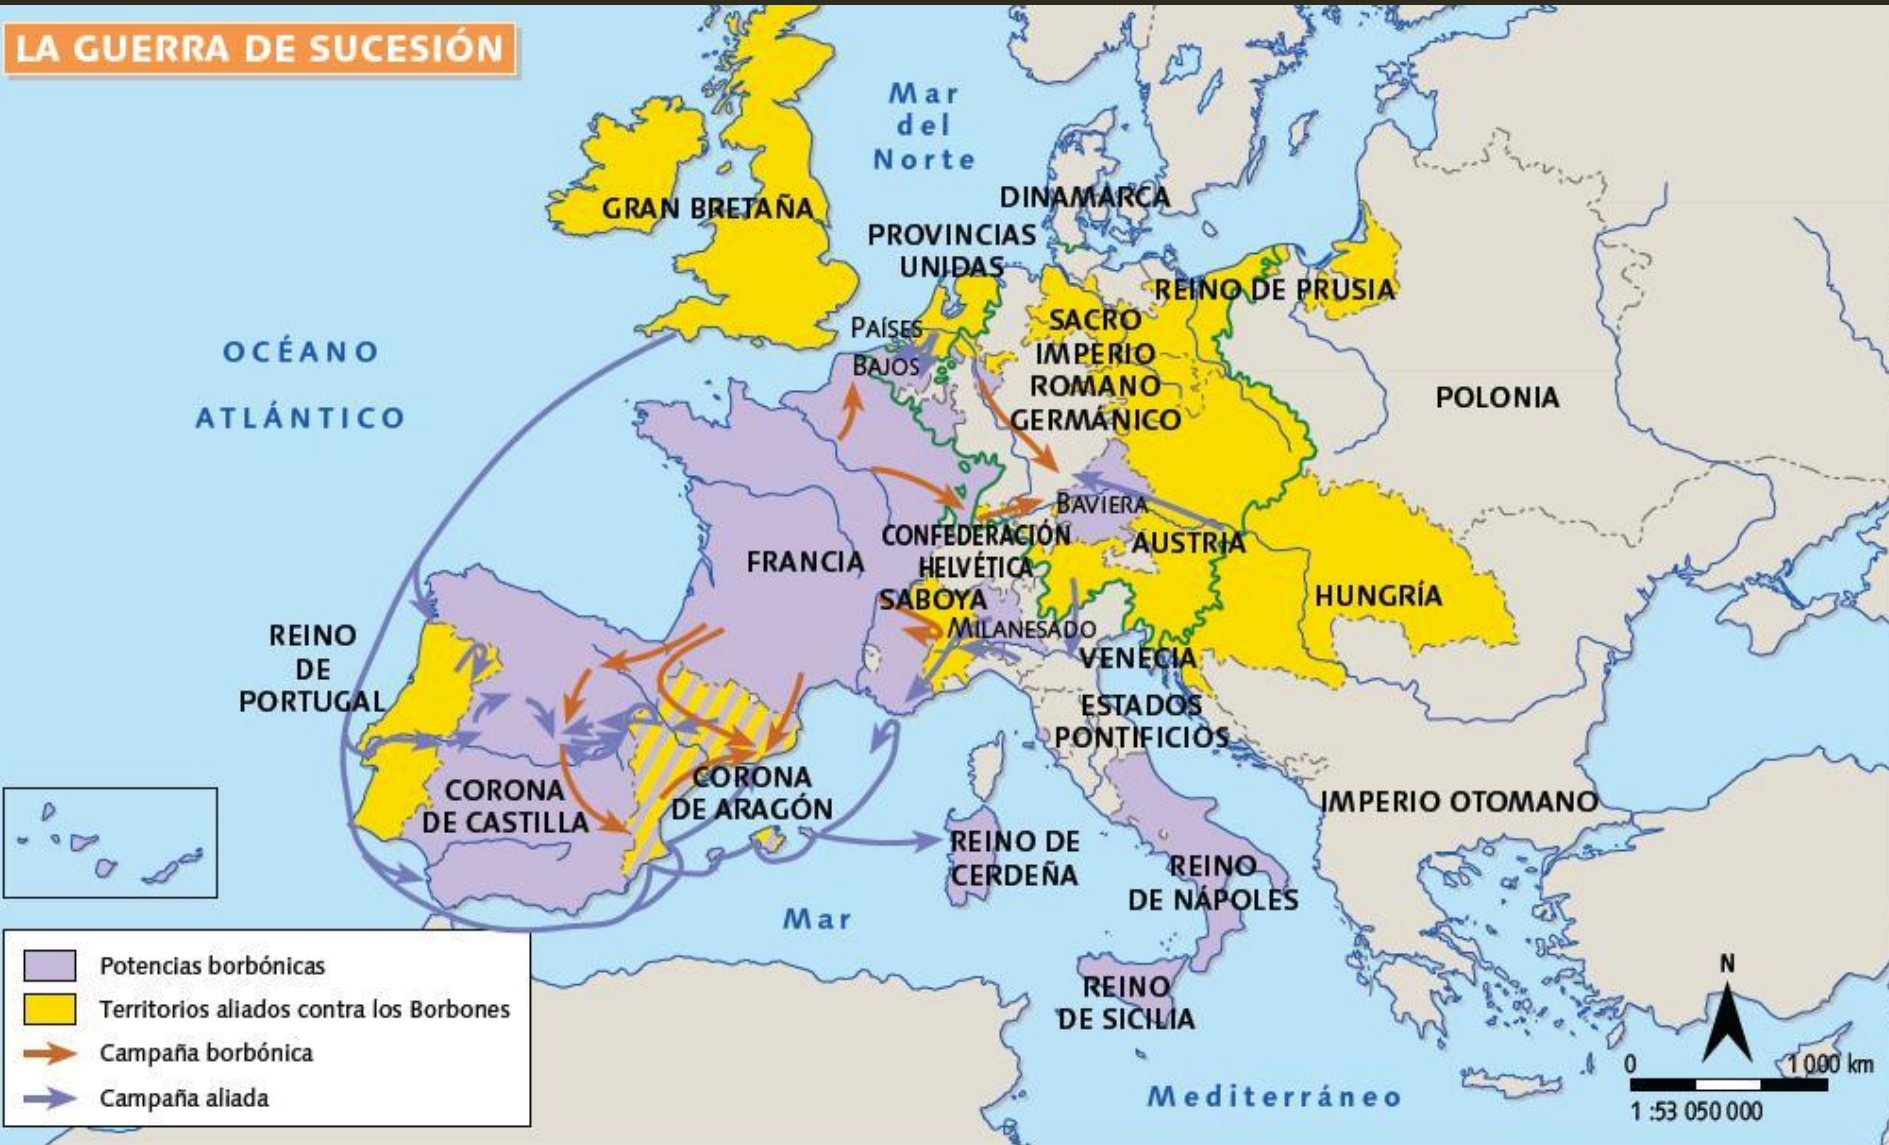 LA GUERRA DE SUCESIÓN
Mar
del
Norte
GRAN BRETAÑA
DINAMARCA
PROVINCIAS
UNIDAS
REINO DE PRUSIA
PAÍSES
BAJOS
SACRO
IMPERIO
ROMANO
GERMÁNICO
OCÉANO
ATLÁNTICO
POLONIA
BAVIERA
FRANCIA
CONFEDERACIÓN
HELVÉTICA
AUSTRIA
HUNGRÍA
SABOYA
MILANESADO
VENECIA
REINO
DE
PORTUGAL
ESTADOS
PONTIFICIOS
CORONA
DE CASTILLA
CORONA
DE ARAGÓN
IMPERIO OTOMANO
REINO DE
CERDEÑA
REINO
DE NÁPOLES
Mar
REINO
DE SICILIA
Mediterráneo
Potencias borbónicas
Territorios aliados contra los Borbones
Campaña borbónica
Campaña aliada
N
0 1 000 km
1 :53 050 000